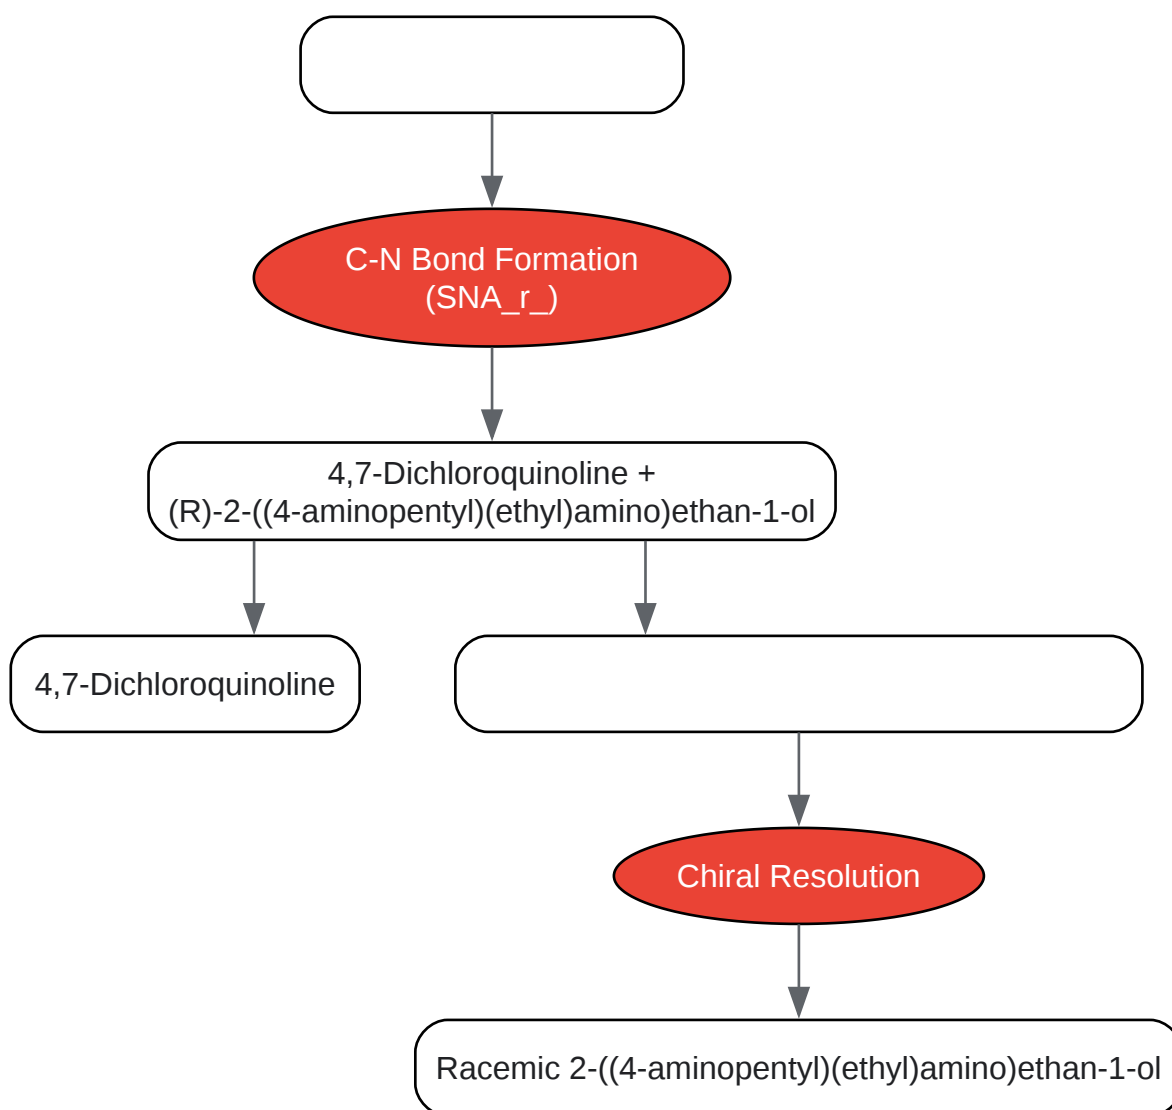 C-N Bond Formation
(SNA_r_)
4,7-Dichloroquinoline +
(R)-2-((4-aminopentyl)(ethyl)amino)ethan-1-ol
4,7-Dichloroquinoline
Chiral Resolution
Racemic 2-((4-aminopentyl)(ethyl)amino)ethan-1-ol